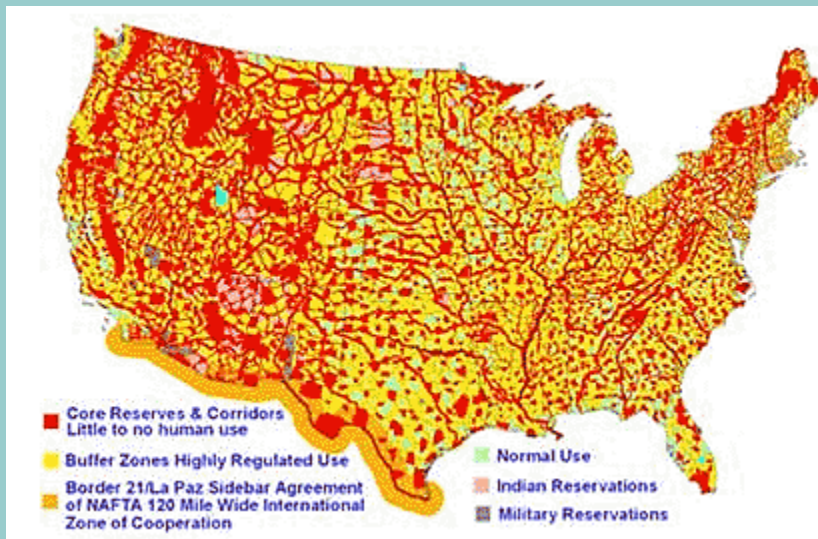 Core Reserves & Corridors
Little to no human use
Buffer Zones Highly Regulated Use
Border 21/La Paz Sidebar Agreement
of NAFTA 120 Mile Wide International
Zone of Cooperation
Normal Use
Indian Reservations
Military Reservations